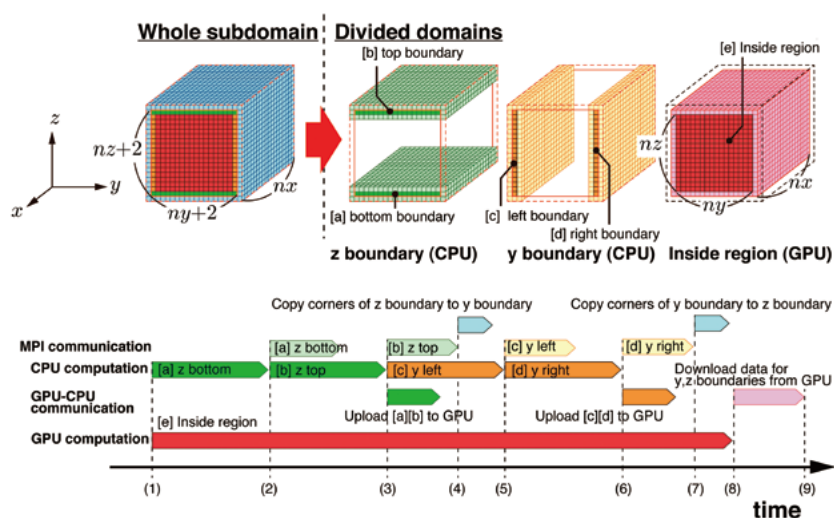 Whole subdomain
Divided domains
[b] top boundary
[e] Inside region
z
y
x
nz+2
ny+2
nx
nz
ny
nx
[a] bottom boundary
[c] left boundary
[d] right boundary
z boundary (CPU)
y boundary (CPU)
Inside region (GPU)
Copy corners of z boundary to y boundary
Copy corners of y boundary to z boundary
MPI communication
[a] z bottom
[b] z top
[c] y left
[d] y right
CPU computation
[a] z bottom
[b] z top
[c] y left
[d] y right
Download data for
y,z boundaries from GPU
GPU-CPU
communication
Upload [a][b] to GPU
Upload [c][d] to GPU
GPU computation
[e] Inside region
(1)
(2)
(3)
(4)
(5)
(6)
(7)
(8)
(9)
time